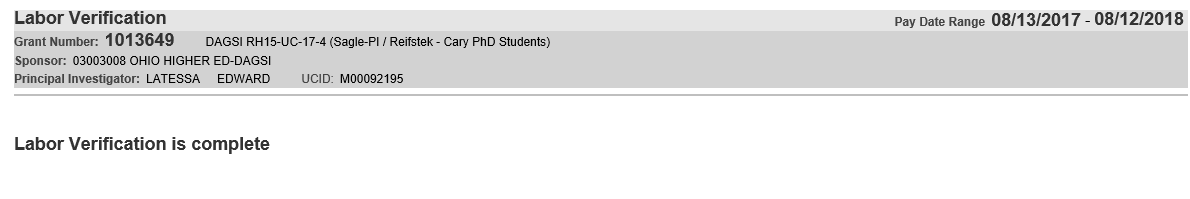 Labor Verification Pay Date Range 08/13/2017 - 08/12/2018
Grant Number: 1013649 DAGSI RH15-UC-17-4 (Sagle-PI / Reifstek - Cary PhD Students)
Sponsor: 03003008 OHIO HIGHER ED-DAGSI
Principal Investigator: LATESSA EDWARD UCID: M00092195
Labor Verification is complete